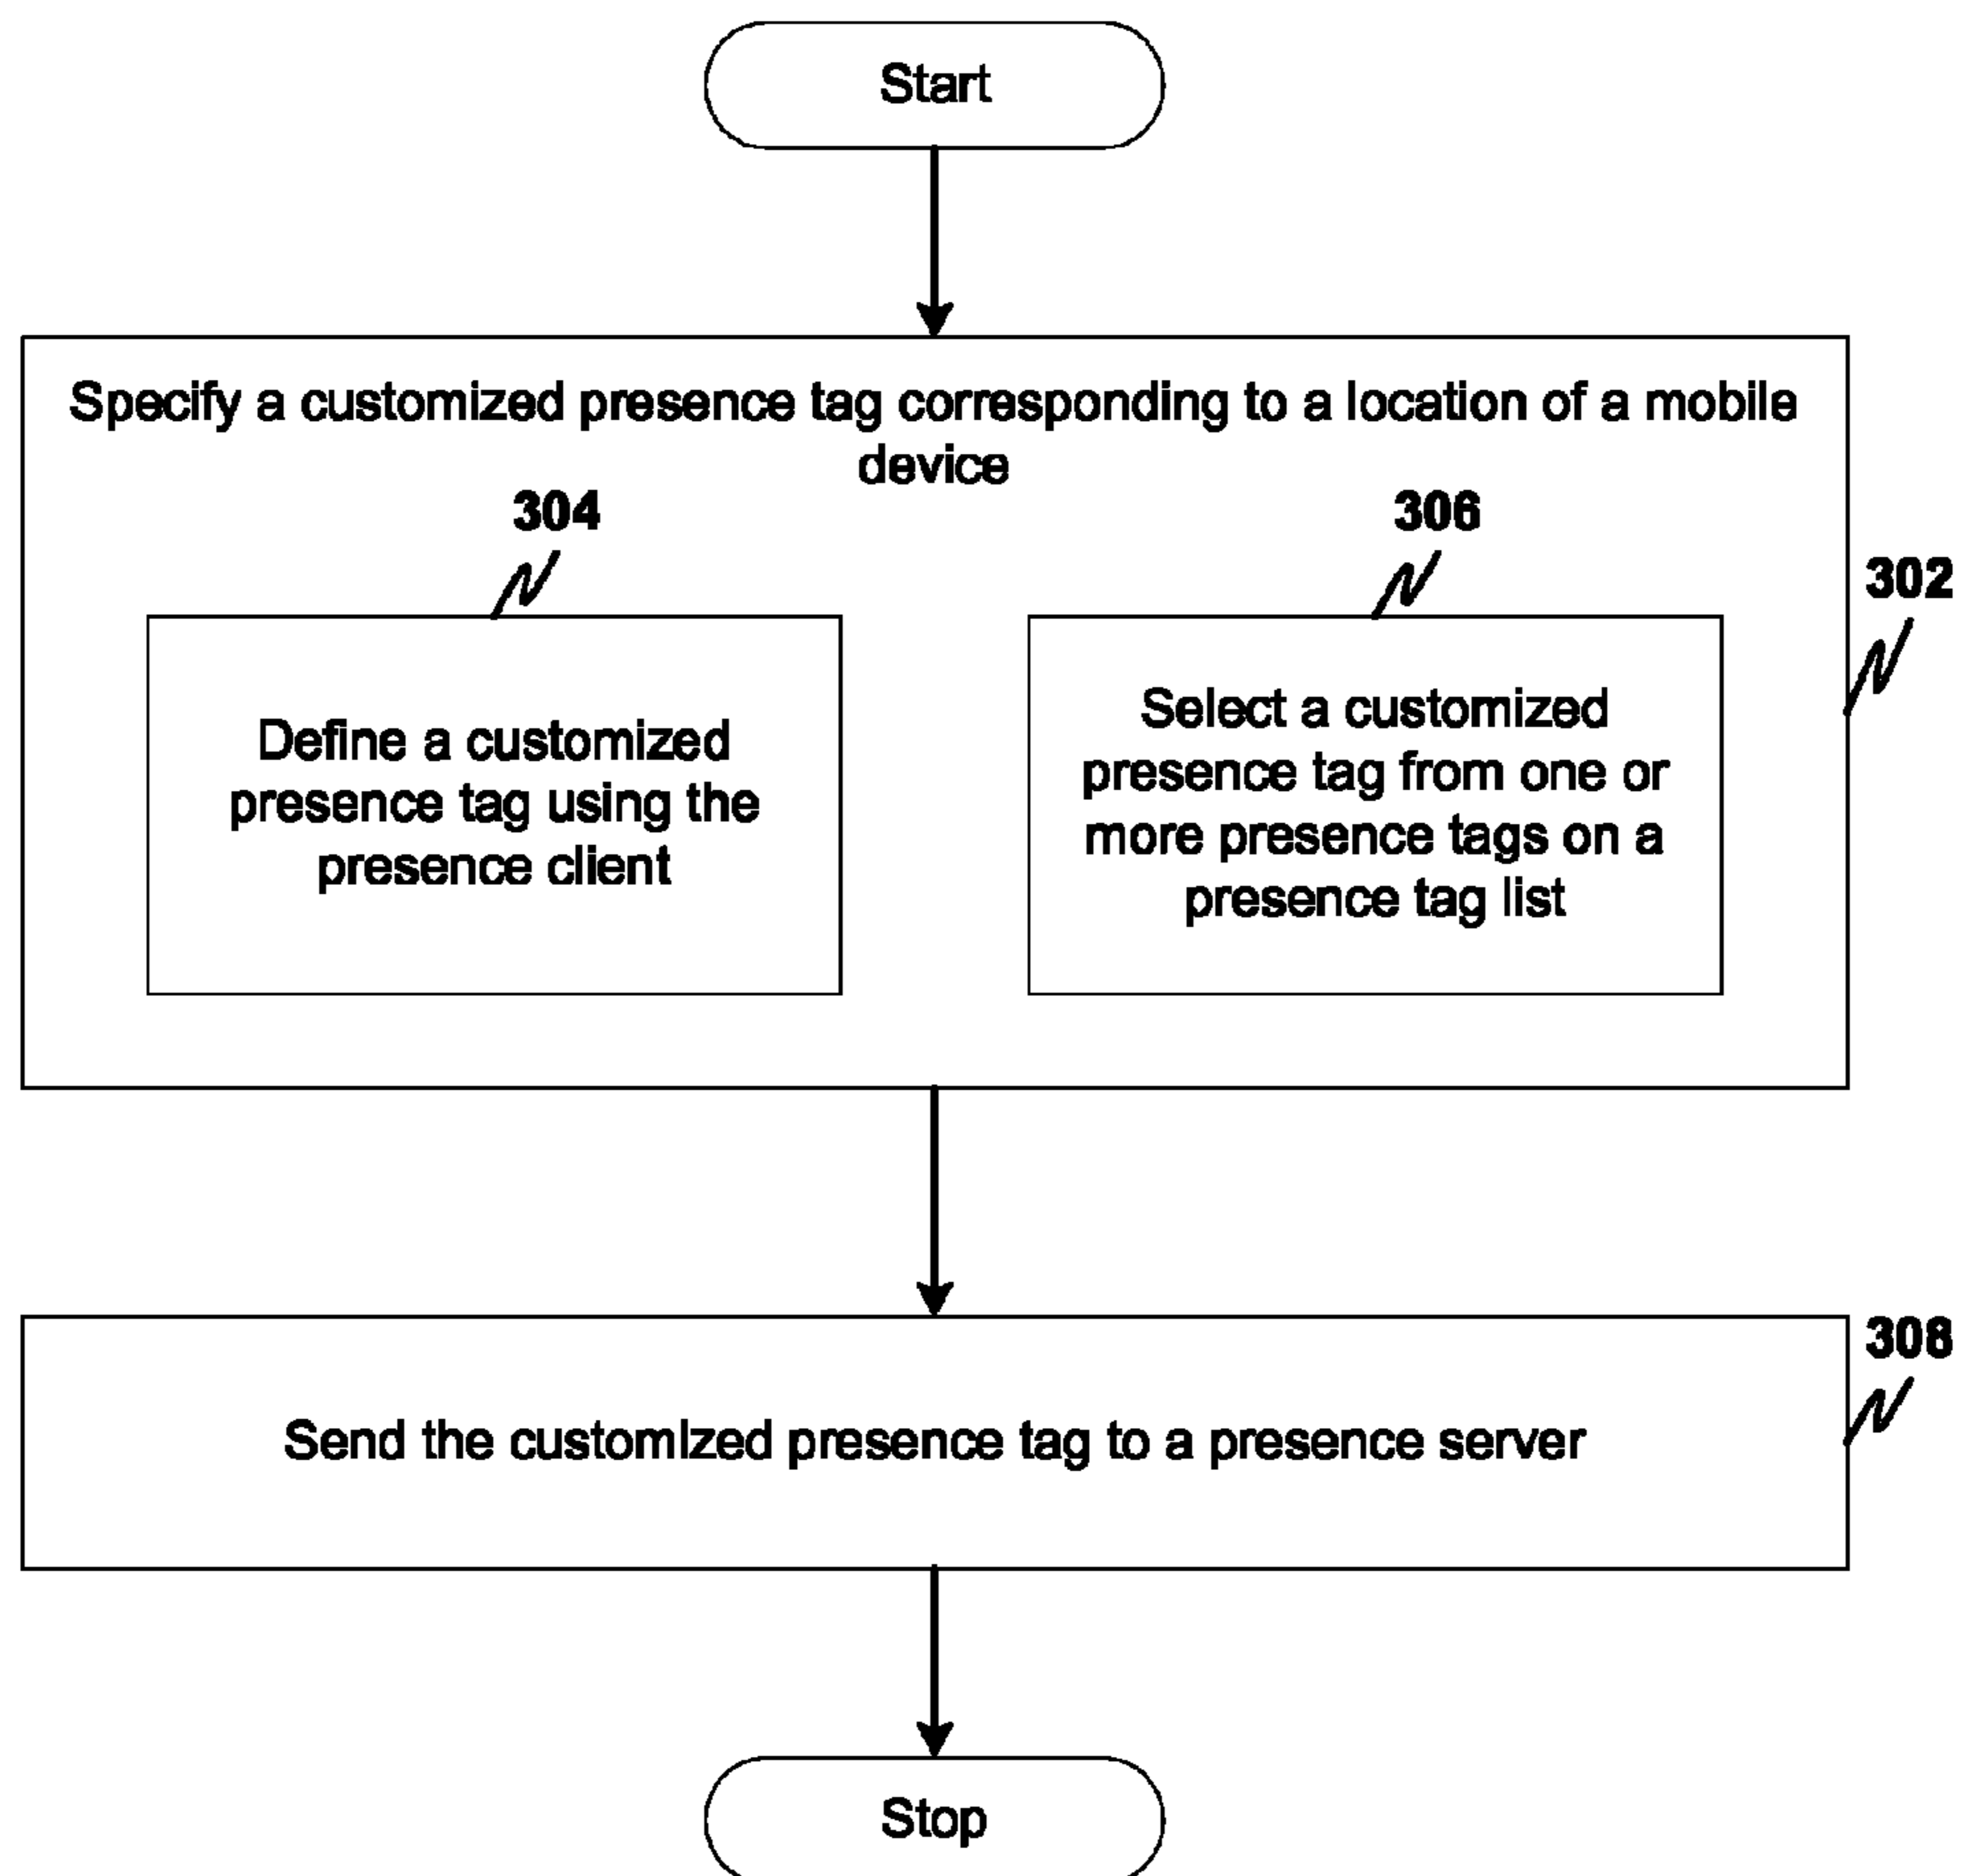 Start
Specify a customized presence tag corresponding to a location of a mobile
device
304
306
302
Define a customized
presence tag using the
presence client
Select a customized
presence tag from one or
more presence tags on a
presence tag list
308
Send the customized presence tag to a presence server
Stop